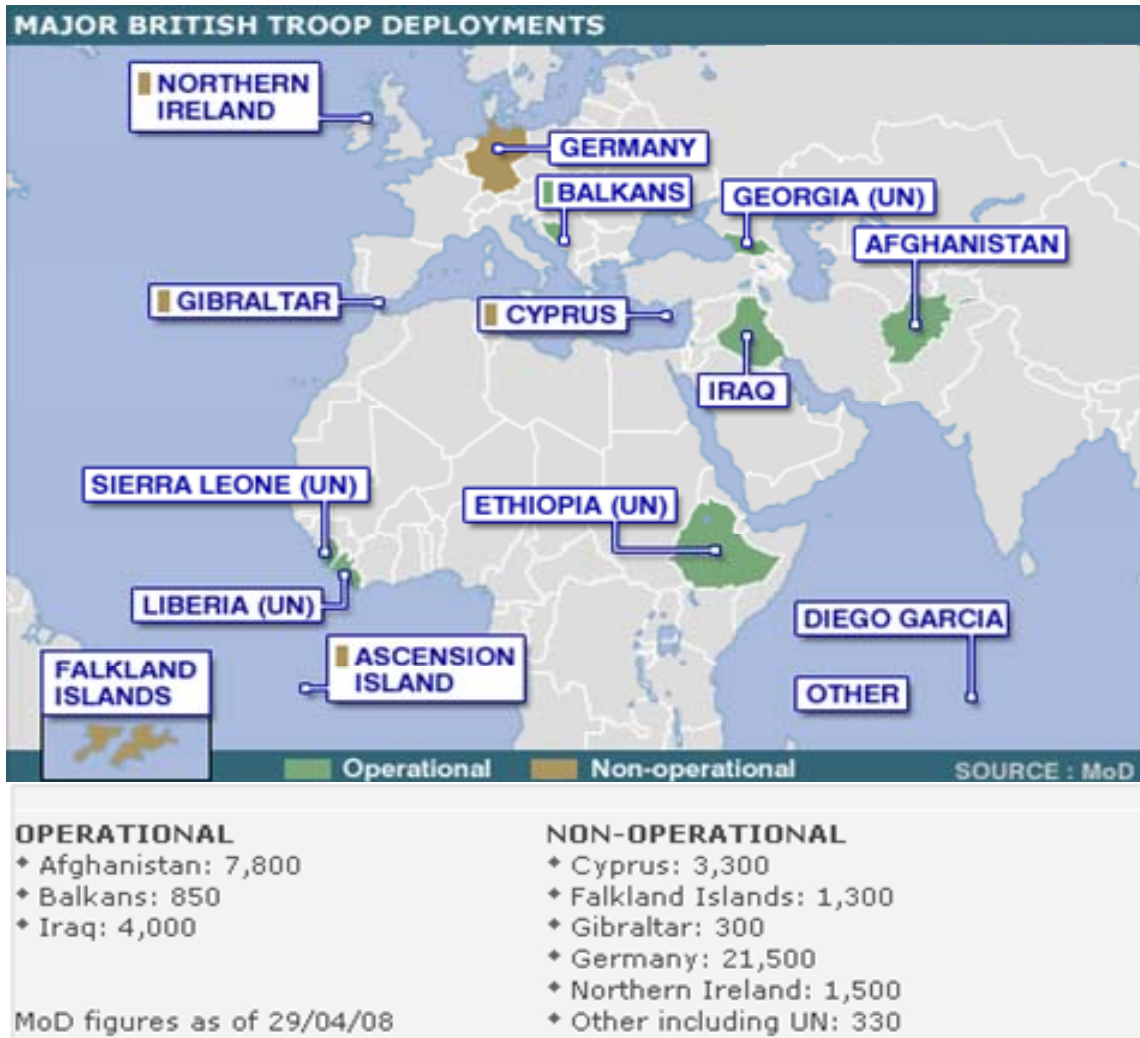 MAJOR BRITISH TROOP DEPLOYMENTS
NORTHERN
IRELAND
GERMANY
BALKANS
GEORGIA (UN)
AFGHANISTAN
GIBRALTAR
CYPRUS
IRAQ
SIERRA LEONE (UN)
ETHIOPIA (UN)
LIBERIA (UN)
DIEGO GARCIA
ASCENSION
ISLAND
FALKLAND
ISLANDS
OTHER
Operational
Non-operational
SOURCE : MoD
OPERATIONAL
Afghanistan: 7,800
Balkans: 850
Iraq: 4,000
MoD figures as of 29/04/08
NON-OPERATIONAL
Cyprus: 3,300
Falkland Islands: 1,300
Gibraltar: 300
Germany: 21,500
Northern Ireland: 1,500
Other including UN: 330